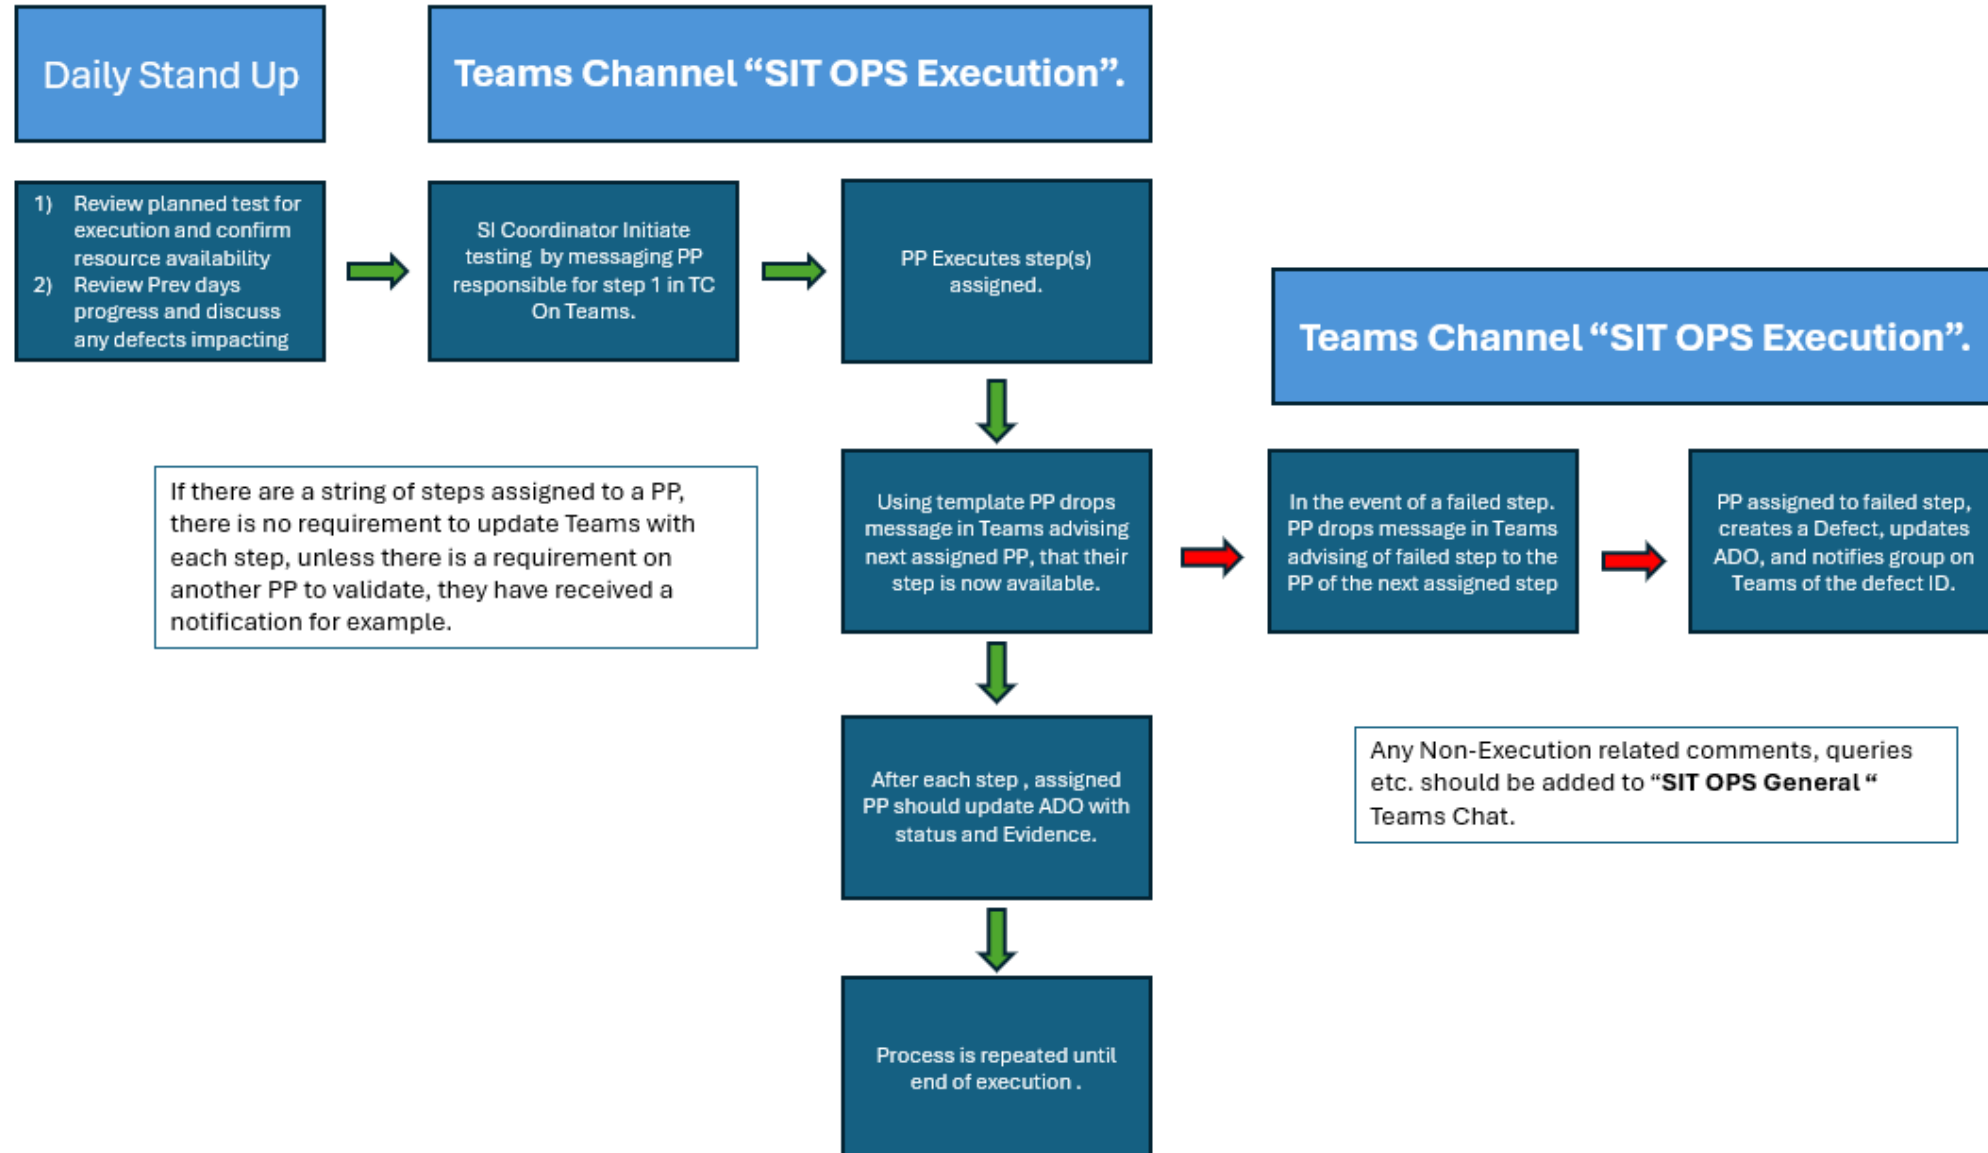 Daily Stand Up
Teams Channel “SIT OPS Execution”.
1) Review planned test for
execution and confirm
resource availability
2) Review Prev days
progress and discuss
any defects impacting
SI Coordinator Initiate
testing by messaging PP
responsible for step 1 in TC
On Teams.
PP Executes step(s)
assigned.
Teams Channel “SIT OPS Execution”.
If there are a string of steps assigned to a PP,
there is no requirement to update Teams with
each step, unless there is a requirement on
another PP to validate, they have received a
notification for example.
Using template PP drops
message in Teams advising
next assigned PP, that their
step is now available.
In the event of a failed step.
PP drops message in Teams
advising of failed step to the
PP of the next assigned step
PP assigned to failed step,
creates a Defect, updates
ADO, and notifies group on
Teams of the defect ID.
After each step , assigned
PP should update ADO with
status and Evidence.
Any Non-Execution related comments, queries
etc. should be added to “SIT OPS General “
Teams Chat.
Process is repeated until
end of execution .